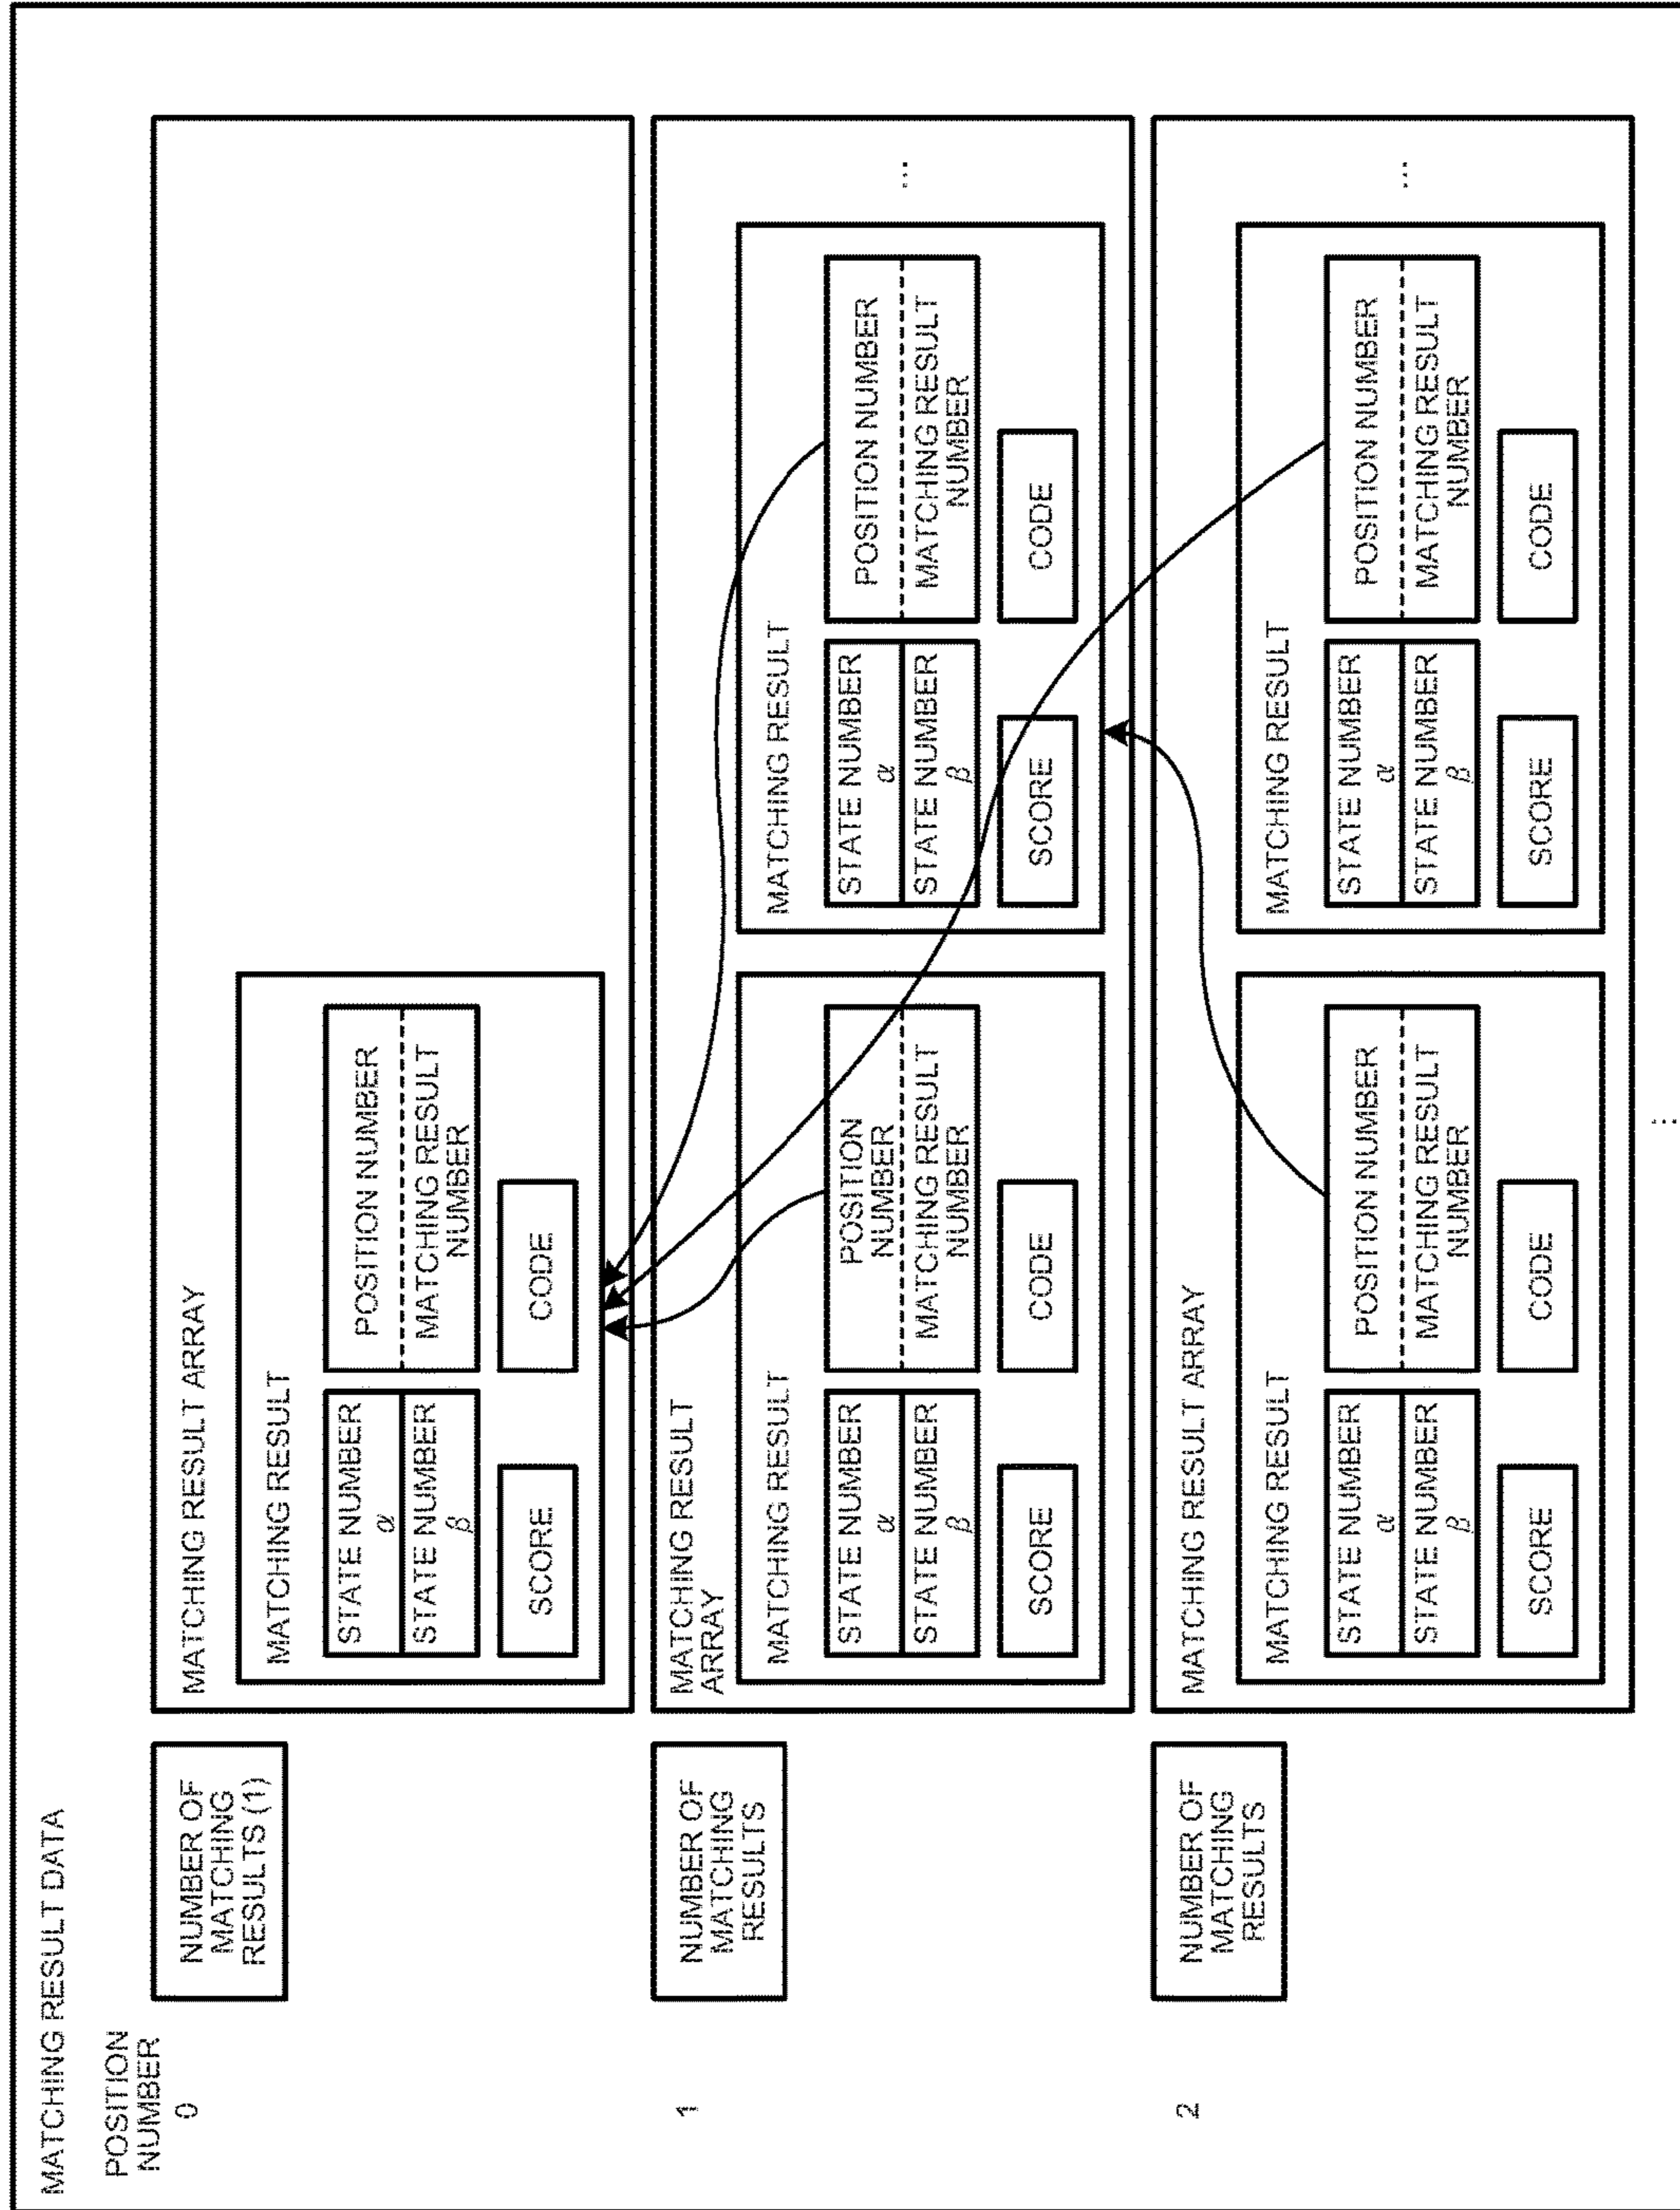 MATCHING RESULT DATA
POSITION
NUMBER
0
NUMBER OF
MATCHING
RESULTS (1)
MATCHING RESULT ARRAY
MATCHING RESULT
STATE NUMBER
α
STATE NUMBER
β
POSITION NUMBER
MATCHING RESULT
NUMBER
SCORE
CODE
1
NUMBER OF
MATCHING
RESULTS
MATCHING RESULT
ARRAY
MATCHING RESULT
STATE NUMBER
α
STATE NUMBER
β
POSITION
NUMBER
MATCHING RESULT
NUMBER
SCORE
CODE
MATCHING RESULT
STATE NUMBER
α
STATE NUMBER
β
POSITION NUMBER
MATCHING RESULT
NUMBER
SCORE
CODE
...
2
NUMBER OF
MATCHING
RESULTS
MATCHING RESULT ARRAY
MATCHING RESULT
STATE NUMBER
α
STATE NUMBER
β
POSITION NUMBER
MATCHING RESULT
NUMBER
SCORE
CODE
MATCHING RESULT
STATE NUMBER
α
STATE NUMBER
β
POSITION NUMBER
MATCHING RESULT
NUMBER
SCORE
CODE
...
...